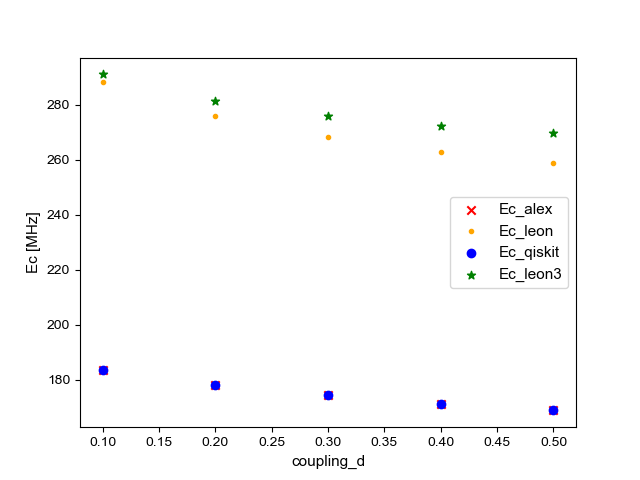 280
260
240
220
200
180
Ec [MHz]
0.10 0.15 0.20 0.25 0.30 0.35 0.40 0.45 0.50
coupling_d
Ec_alex
Ec_leon
Ec_qiskit
Ec_leon3